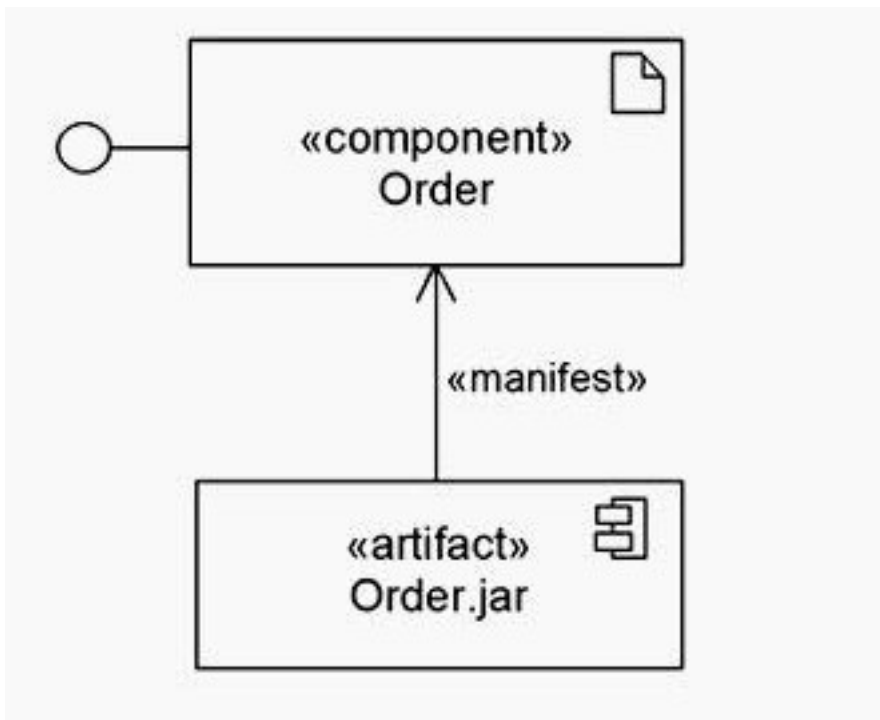 «component»
Order
«manifest»
«artifact»
Order.jar